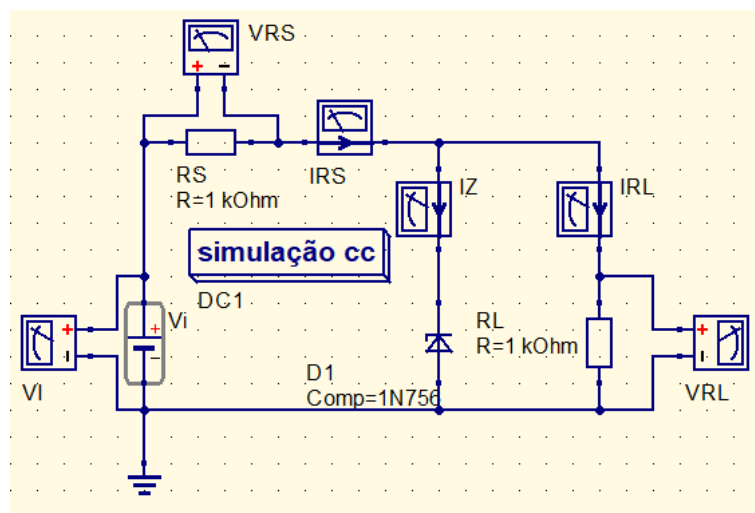 VRS
+ −
RS
R=1 kOhm
IRS
IZ
IRL
simulação cc
DC1
Vi
+
−
+
VI
D1
Comp=1N756
RL
R=1 kOhm
+
VRL